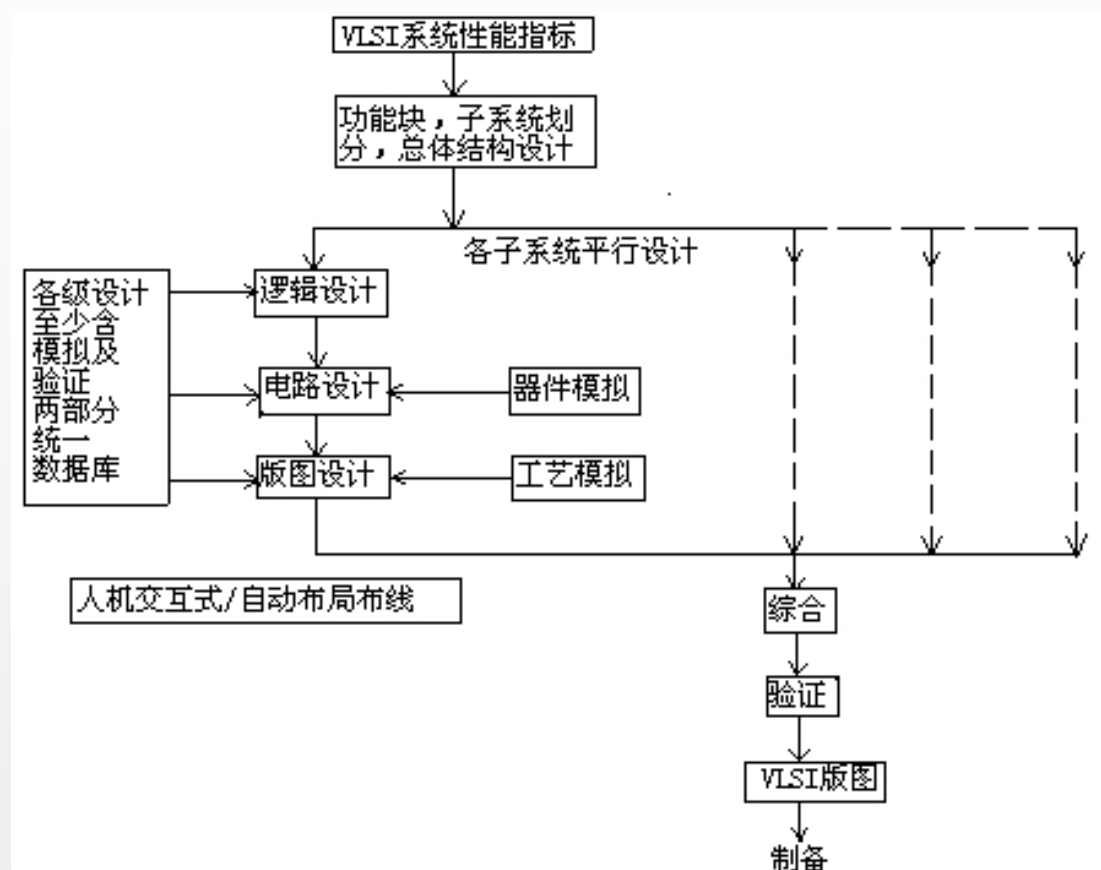 VLSI系统性能指标
功能块，子系统划
分，总体结构设计
各子系统平行设计
各级设计
至少含
模拟及
验证
两部分
统一
数据库
逻辑设计
电路设计
器件模拟
版图设计
工艺模拟
人机交互式/自动布局布线
综合
验证
VLSI版图
制备